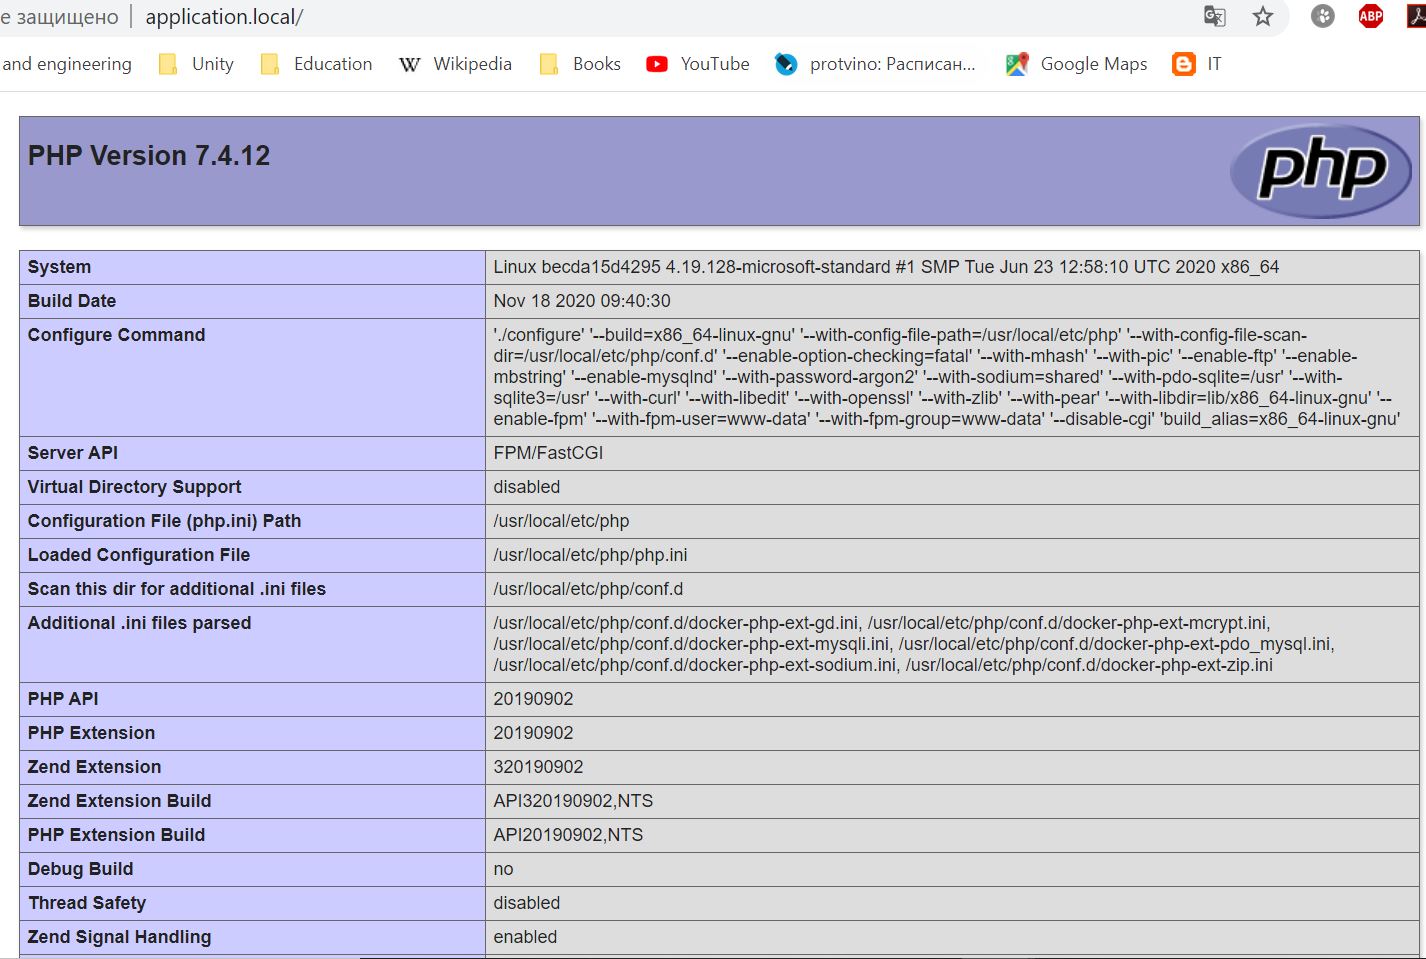 е защищено | application.local/
ABP
and engineering Unity Education W Wikipedia Books YouTube protvino: Расписан... Google Maps IT
PHP Version 7.4.12
php
System Linux becda15d4295 4.19.128-microsoft-standard #1 SMP Tue Jun 23 12:58:10 UTC 2020 x86_64
Build Date Nov 18 2020 09:40:30
Configure Command './configure' '--build=x86_64-linux-gnu' '--with-config-file-path=/usr/local/etc/php' '--with-config-file-scan-
dir=/usr/local/etc/php/conf.d' '--enable-option-checking=fatal' '--with-mhash' '--with-pic' '--enable-ftp' '--enable-
mbstring' '--enable-mysqlnd' '--with-password-argon2' '--with-sodium=shared' '--with-pdo-sqlite=/usr' '--with-
sqlite3=/usr' '--with-curl' '--with-libedit' '--with-openssl' '--with-zlib' '--with-pear' '--with-libdir=lib/x86_64-linux-gnu' '--
enable-fpm' '--with-fpm-user=www-data' '--with-fpm-group=www-data' '--disable-cgi' 'build_alias=x86_64-linux-gnu'
Server API FPM/FastCGI
Virtual Directory Support disabled
Configuration File (php.ini) Path /usr/local/etc/php
Loaded Configuration File /usr/local/etc/php/php.ini
Scan this dir for additional .ini files /usr/local/etc/php/conf.d
Additional .ini files parsed /usr/local/etc/php/conf.d/docker-php-ext-gd.ini, /usr/local/etc/php/conf.d/docker-php-ext-mcrypt.ini,
/usr/local/etc/php/conf.d/docker-php-ext-mysqli.ini, /usr/local/etc/php/conf.d/docker-php-ext-pdo_mysql.ini,
/usr/local/etc/php/conf.d/docker-php-ext-sodium.ini, /usr/local/etc/php/conf.d/docker-php-ext-zip.ini
PHP API 20190902
PHP Extension 20190902
Zend Extension 320190902
Zend Extension Build API320190902,NTS
PHP Extension Build API20190902,NTS
Debug Build no
Thread Safety disabled
Zend Signal Handling enabled